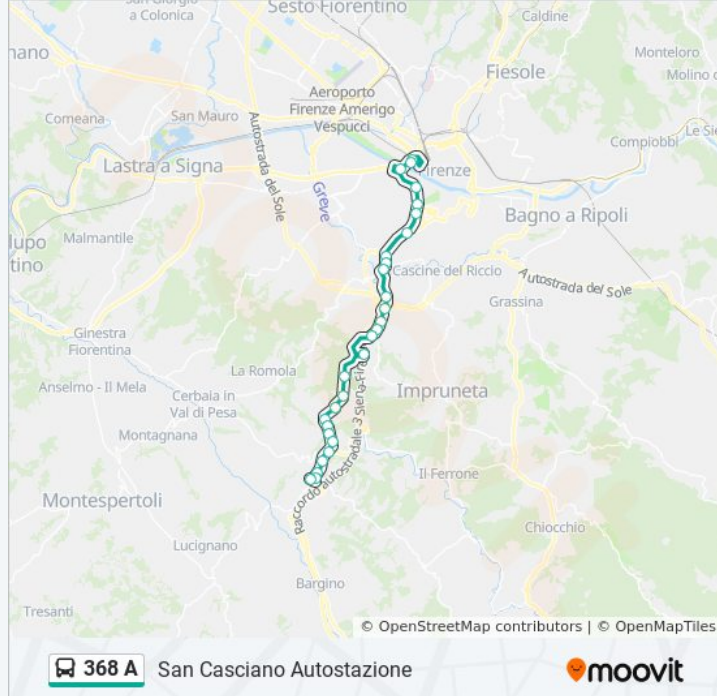 San Giorgio
a Colonica
Sesto Fiorentino
Caldine
nano
Aeroporto
Firenze Amerigo
Vespucci
Fiesole
Monteloro
Molino d
Comeana
San Mauro
Autostrada del Sole
Compiobbi
Le Sie
Lastra a Signa
Firenze
Greve
Bagno a Ripoli
lupo
tino
Malmantile
Cascine del Riccio
Autostrada del Sole
Grassina
Ginestra
Fiorentina
La Romola
Anselmo - Il Mela
Cerbaia in
Val di Pesa
Impruneta
Montagnana
Raccordo autostradale 3 Siena-Fire
Il Ferrone
Montespertoli
Chiocchio
Lucignano
Bargino
Tresanti
© OpenStreetMap contributors | © OpenMapTiles
368 A
San Casciano Autostazione
moovit